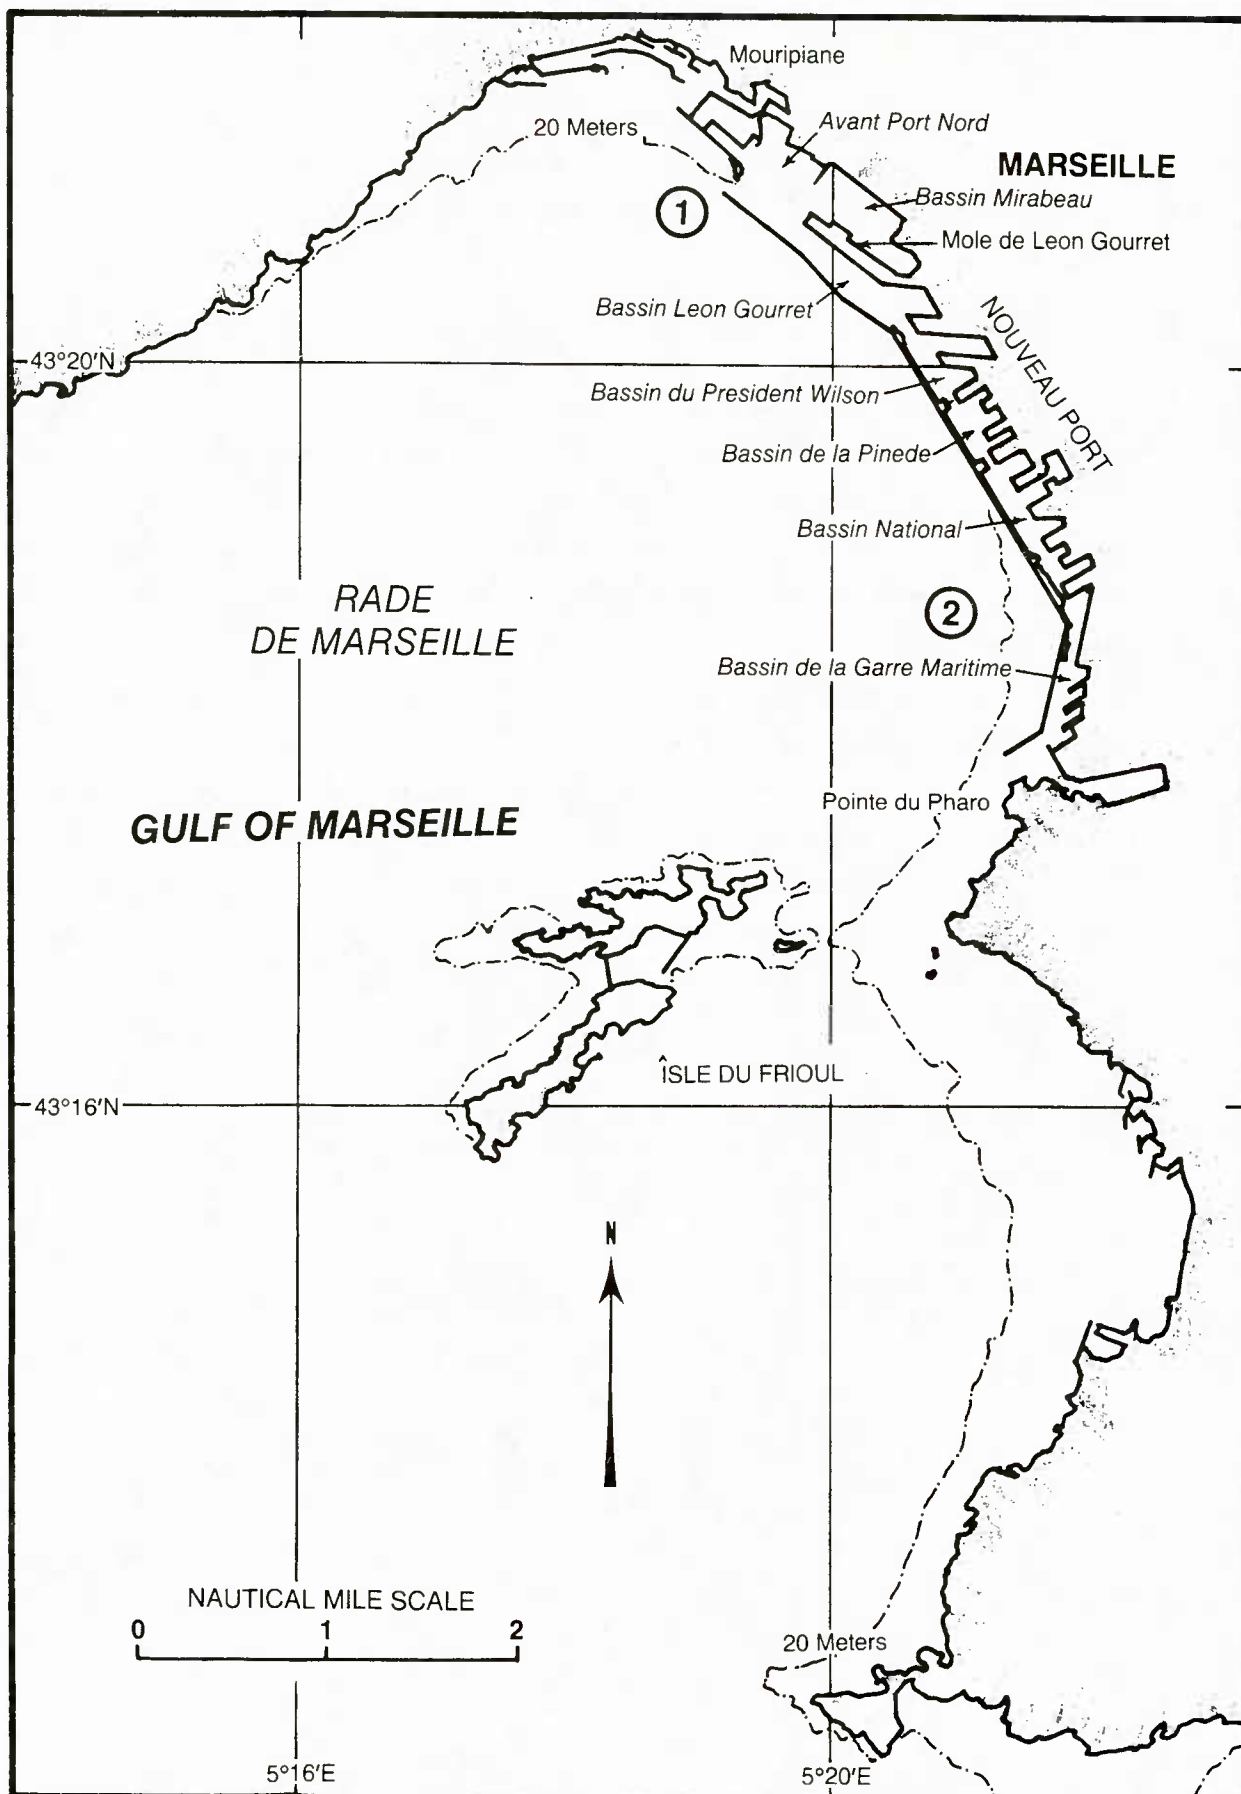 Mouripiane
20 Meters
Avant Port Nord
MARSEILLE
1
Bassin Mirabeau
Mole de Leon Gourret
Bassin Leon Gourret
NOUVEAU PORT
43°20'N
Bassin du President Wilson
Bassin de la Pinede
Bassin National
RADE
DE MARSEILLE
2
Bassin de la Garre Maritime
Pointe du Pharo
GULF OF MARSEILLE
ÎSLE DU FRIOUL
43°16'N
N
NAUTICAL MILE SCALE
0 1 2
20 Meters
5°16'E
5°20'E